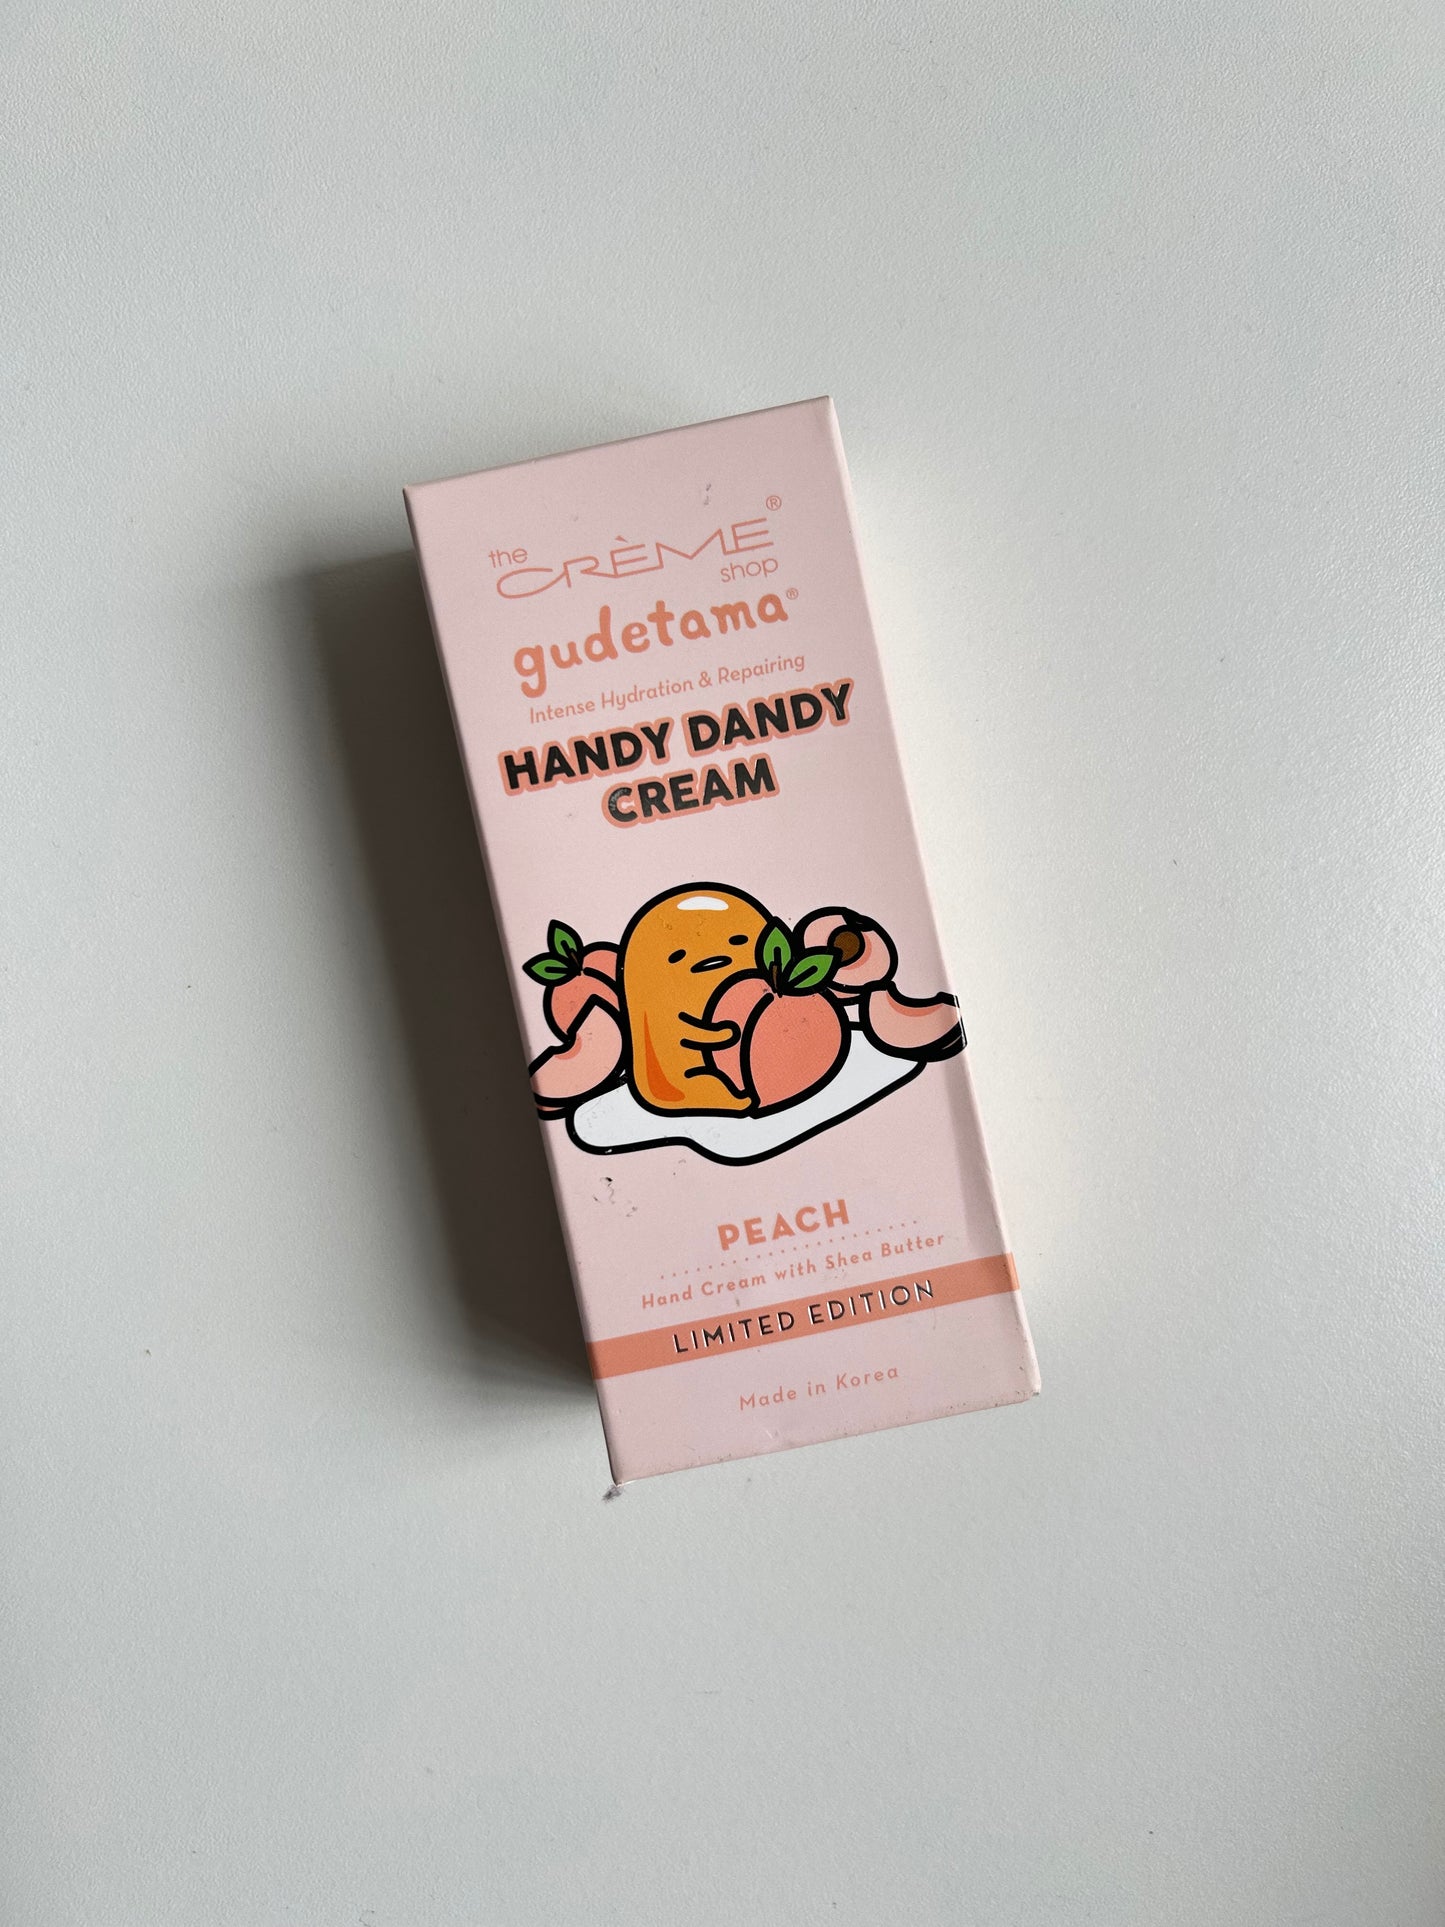 the CRÈME® shop
gudetama®
Intense Hydration & Repairing
HANDY DANDY
CREAM
PEACH
Hand Cream with Shea Butter
LIMITED EDITION
Made in Korea